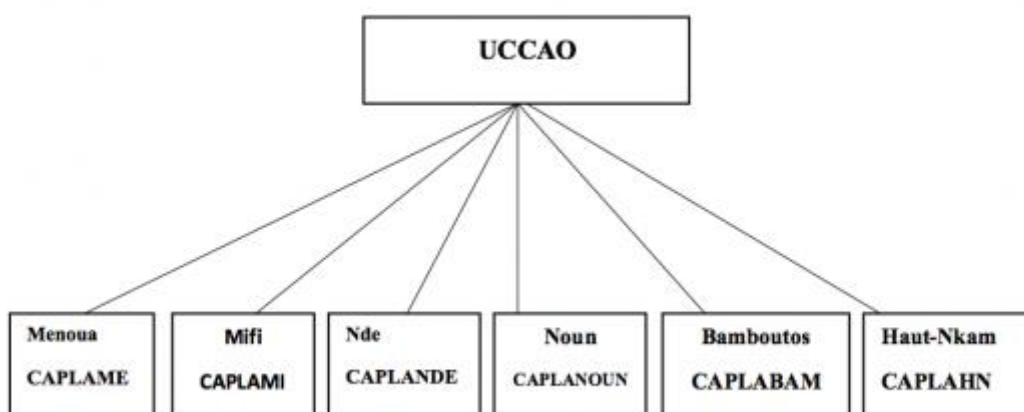 UCCAO
Menoua
CAPLAME
Mifi
CAPLAMI
Nde
CAPLANDE
Noun
CAPLANOUN
Bamboutos
CAPLABAM
Haut-Nkam
CAPLAHN